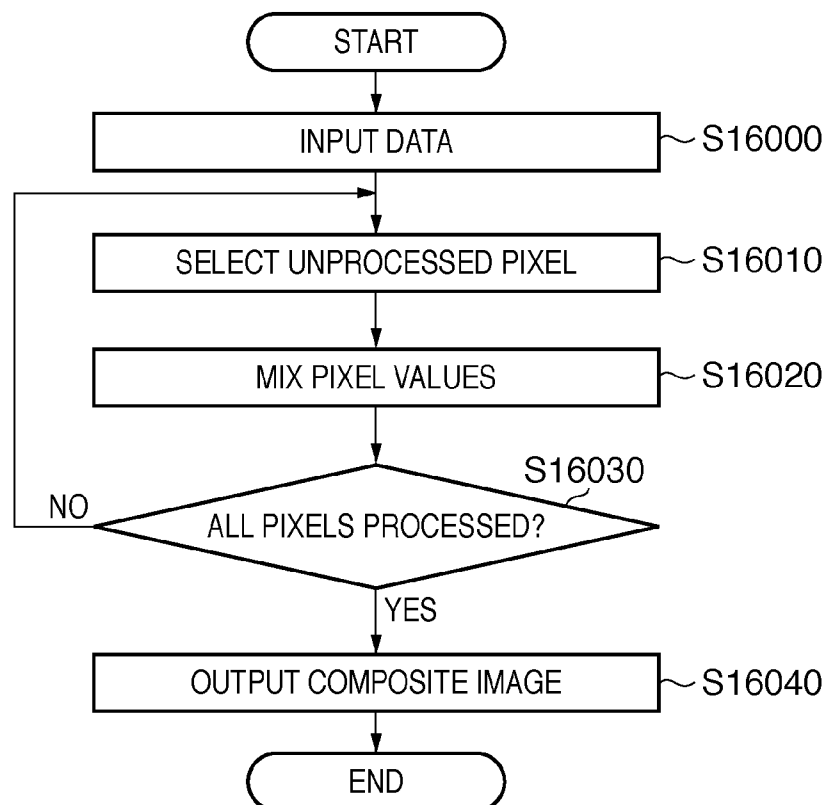 START
INPUT DATA
S16000
SELECT UNPROCESSED PIXEL
S16010
MIX PIXEL VALUES
S16020
S16030
NO
ALL PIXELS PROCESSED?
YES
OUTPUT COMPOSITE IMAGE
S16040
END